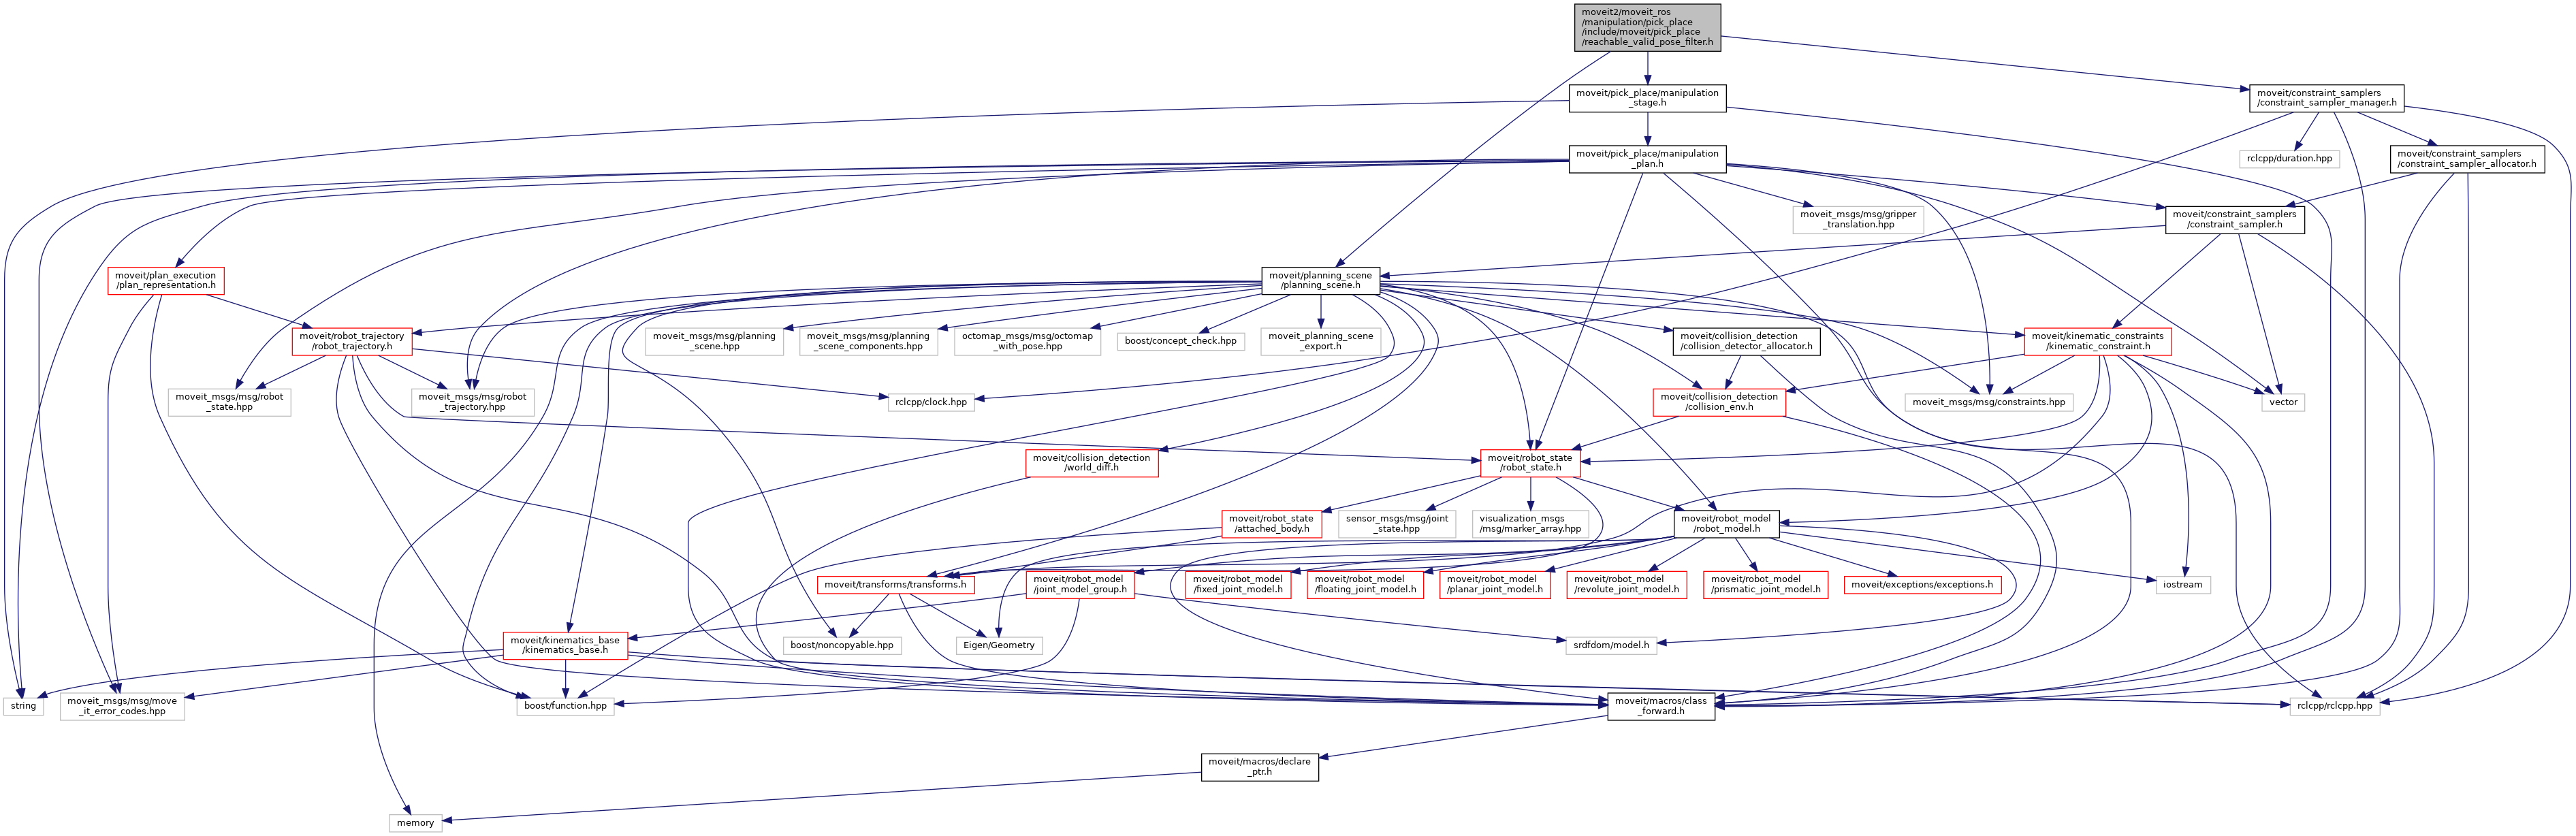 moveit2/moveit_ros
/manipulation/pick_place
/include/moveit/pick_place
/reachable_valid_pose_filter.h
moveit/pick_place/manipulation
_stage.h
moveit/constraint_samplers
/constraint_sampler_manager.h
moveit/pick_place/manipulation
_plan.h
rclcpp/duration.hpp
moveit/constraint_samplers
/constraint_sampler_allocator.h
moveit_msgs/msg/gripper
_translation.hpp
moveit/constraint_samplers
/constraint_sampler.h
moveit/plan_execution
/plan_representation.h
moveit/planning_scene
/planning_scene.h
moveit/robot_trajectory
/robot_trajectory.h
moveit_msgs/msg/planning
_scene.hpp
moveit_msgs/msg/planning
_scene_components.hpp
octomap_msgs/msg/octomap
_with_pose.hpp
boost/concept_check.hpp
moveit_planning_scene
_export.h
moveit/collision_detection
/collision_detector_allocator.h
moveit/kinematic_constraints
/kinematic_constraint.h
moveit_msgs/msg/robot
_state.hpp
moveit_msgs/msg/robot
_trajectory.hpp
rclcpp/clock.hpp
moveit/collision_detection
/collision_env.h
moveit_msgs/msg/constraints.hpp
vector
moveit/collision_detection
/world_diff.h
moveit/robot_state
/robot_state.h
moveit/robot_state
/attached_body.h
sensor_msgs/msg/joint
_state.hpp
visualization_msgs
/msg/marker_array.hpp
moveit/robot_model
/robot_model.h
moveit/transforms/transforms.h
moveit/robot_model
/joint_model_group.h
moveit/robot_model
/fixed_joint_model.h
moveit/robot_model
/floating_joint_model.h
moveit/robot_model
/planar_joint_model.h
moveit/robot_model
/revolute_joint_model.h
moveit/robot_model
/prismatic_joint_model.h
moveit/exceptions/exceptions.h
iostream
moveit/kinematics_base
/kinematics_base.h
boost/noncopyable.hpp
Eigen/Geometry
srdfdom/model.h
string
moveit_msgs/msg/move
_it_error_codes.hpp
boost/function.hpp
moveit/macros/class
_forward.h
rclcpp/rclcpp.hpp
moveit/macros/declare
_ptr.h
memory